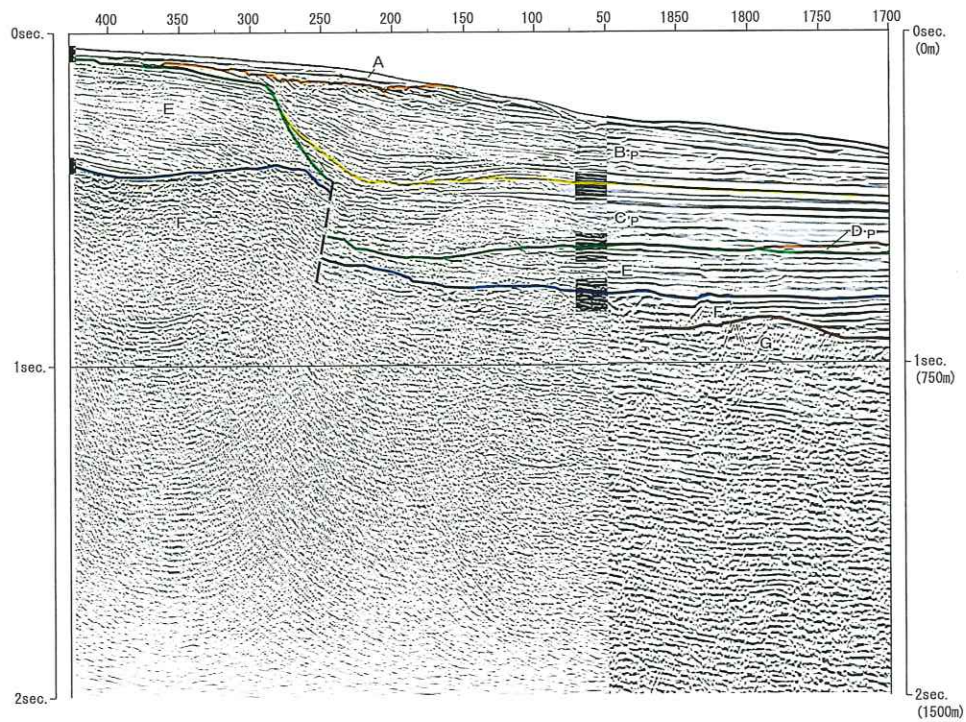 400 350 300 250 200 150 100 50 1850 1800 1750 1700
0sec. 0sec.
(0m)
A
E
B'P
C'P
D'P
F E
F
G
1sec. 1sec.
(750m)
2sec. 2sec.
(1500m)